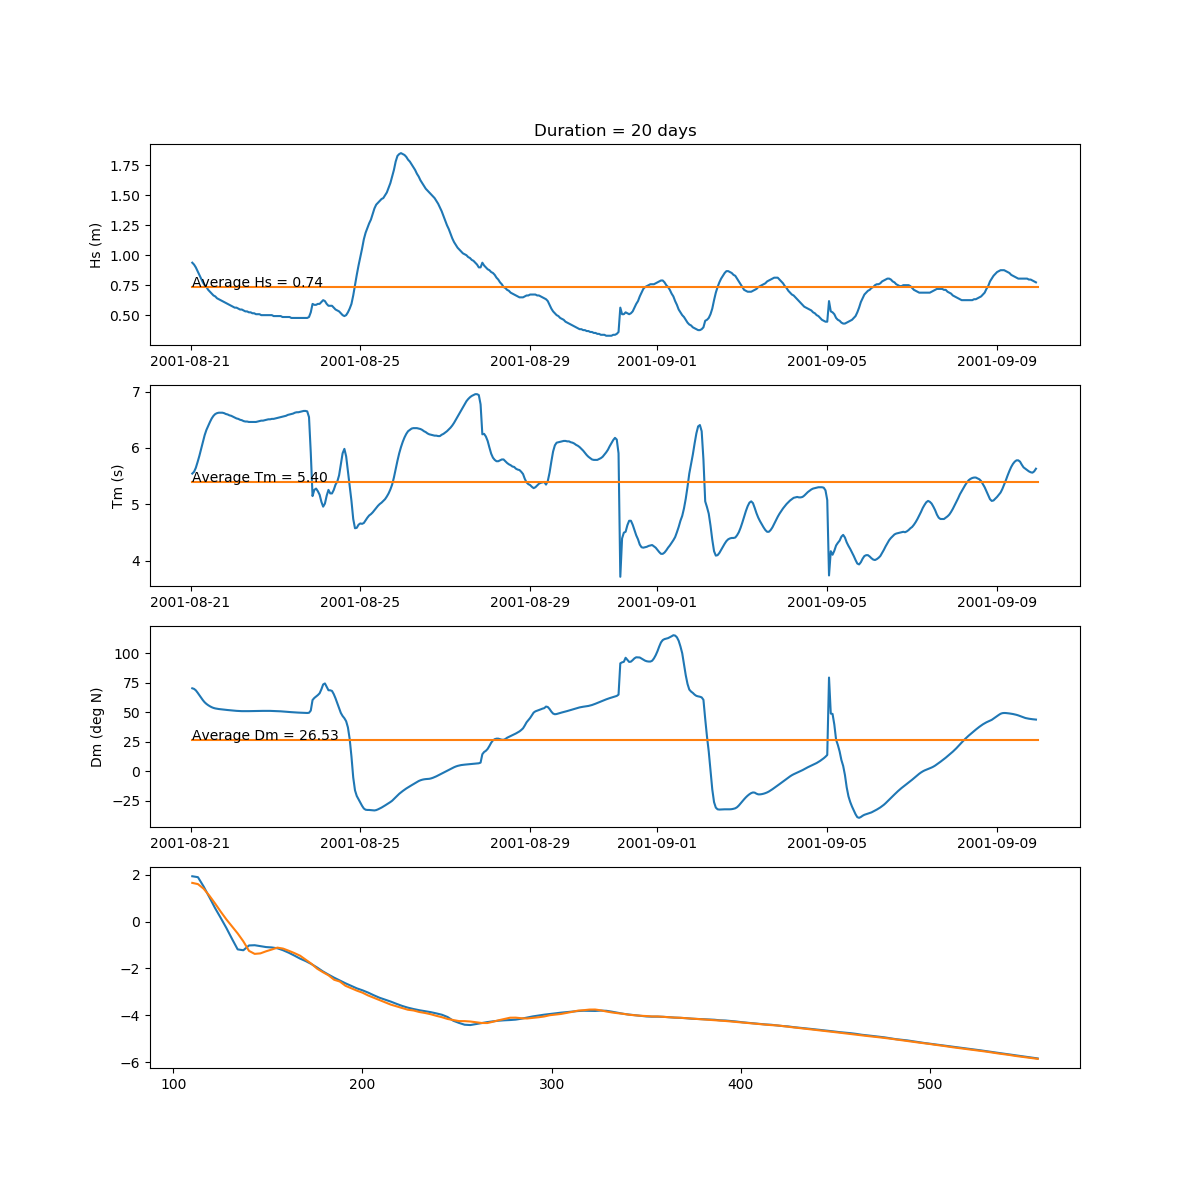 Duration = 20 days
Hs (m)
1.75
1.50
1.25
1.00
0.75
0.50
Average Hs = 0.74
2001-08-21 2001-08-25 2001-08-29 2001-09-01 2001-09-05 2001-09-09
Tm (s)
7
6
5
4
Average Tm = 5.40
2001-08-21 2001-08-25 2001-08-29 2001-09-01 2001-09-05 2001-09-09
Dm (deg N)
100
75
50
25
0
−25
Average Dm = 26.53
2001-08-21 2001-08-25 2001-08-29 2001-09-01 2001-09-05 2001-09-09
2
0
−2
−4
−6
100 200 300 400 500